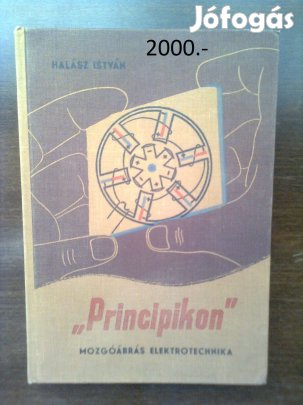 Jófogás
2000.-
HALÁSZ ISTVÁN
„Principikon"
MOZGÓÁBRÁS ELEKTROTECHNIKA